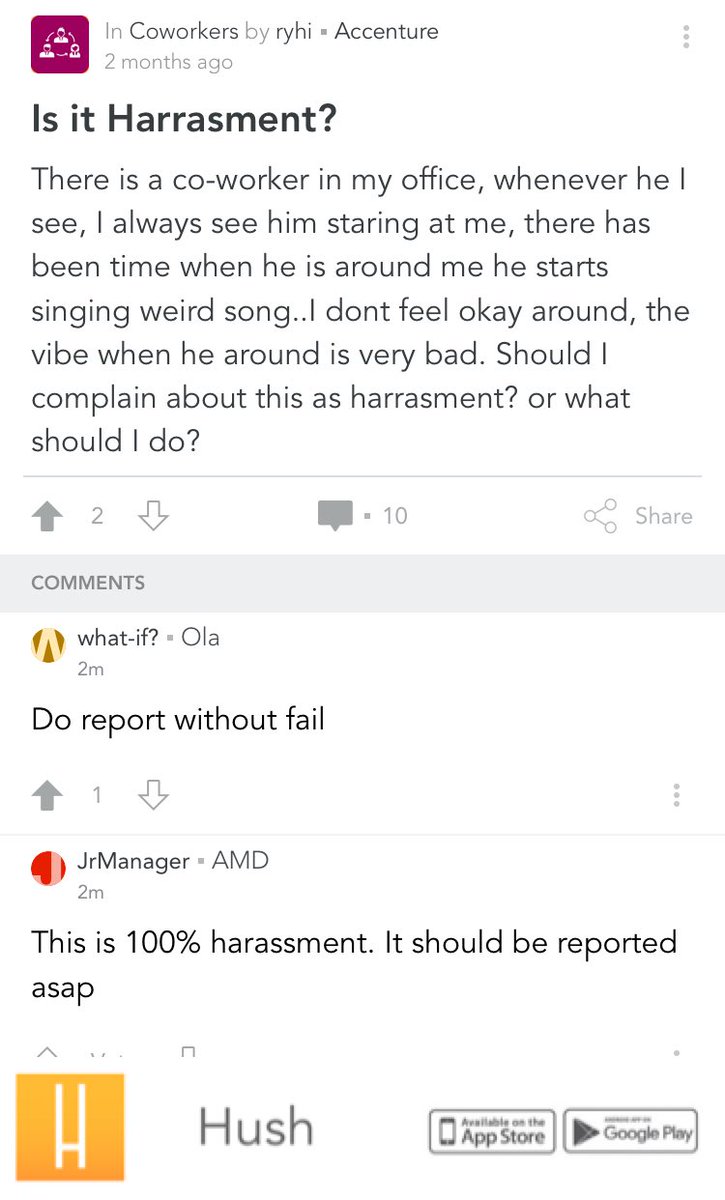 In Coworkers by ryhi ▪ Accenture
2 months ago
Is it Harrasment?
There is a co-worker in my office, whenever he I
see, I always see him staring at me, there has
been time when he is around me he starts
singing weird song..I dont feel okay around, the
vibe when he around is very bad. Should I
complain about this as harrasment? or what
should I do?
2
▪ 10
Share
COMMENTS
what-if? ▪ Ola
2m
Do report without fail
1
JrManager ▪ AMD
2m
This is 100% harassment. It should be reported
asap
H
Hush
Available on the
App Store
Google Play